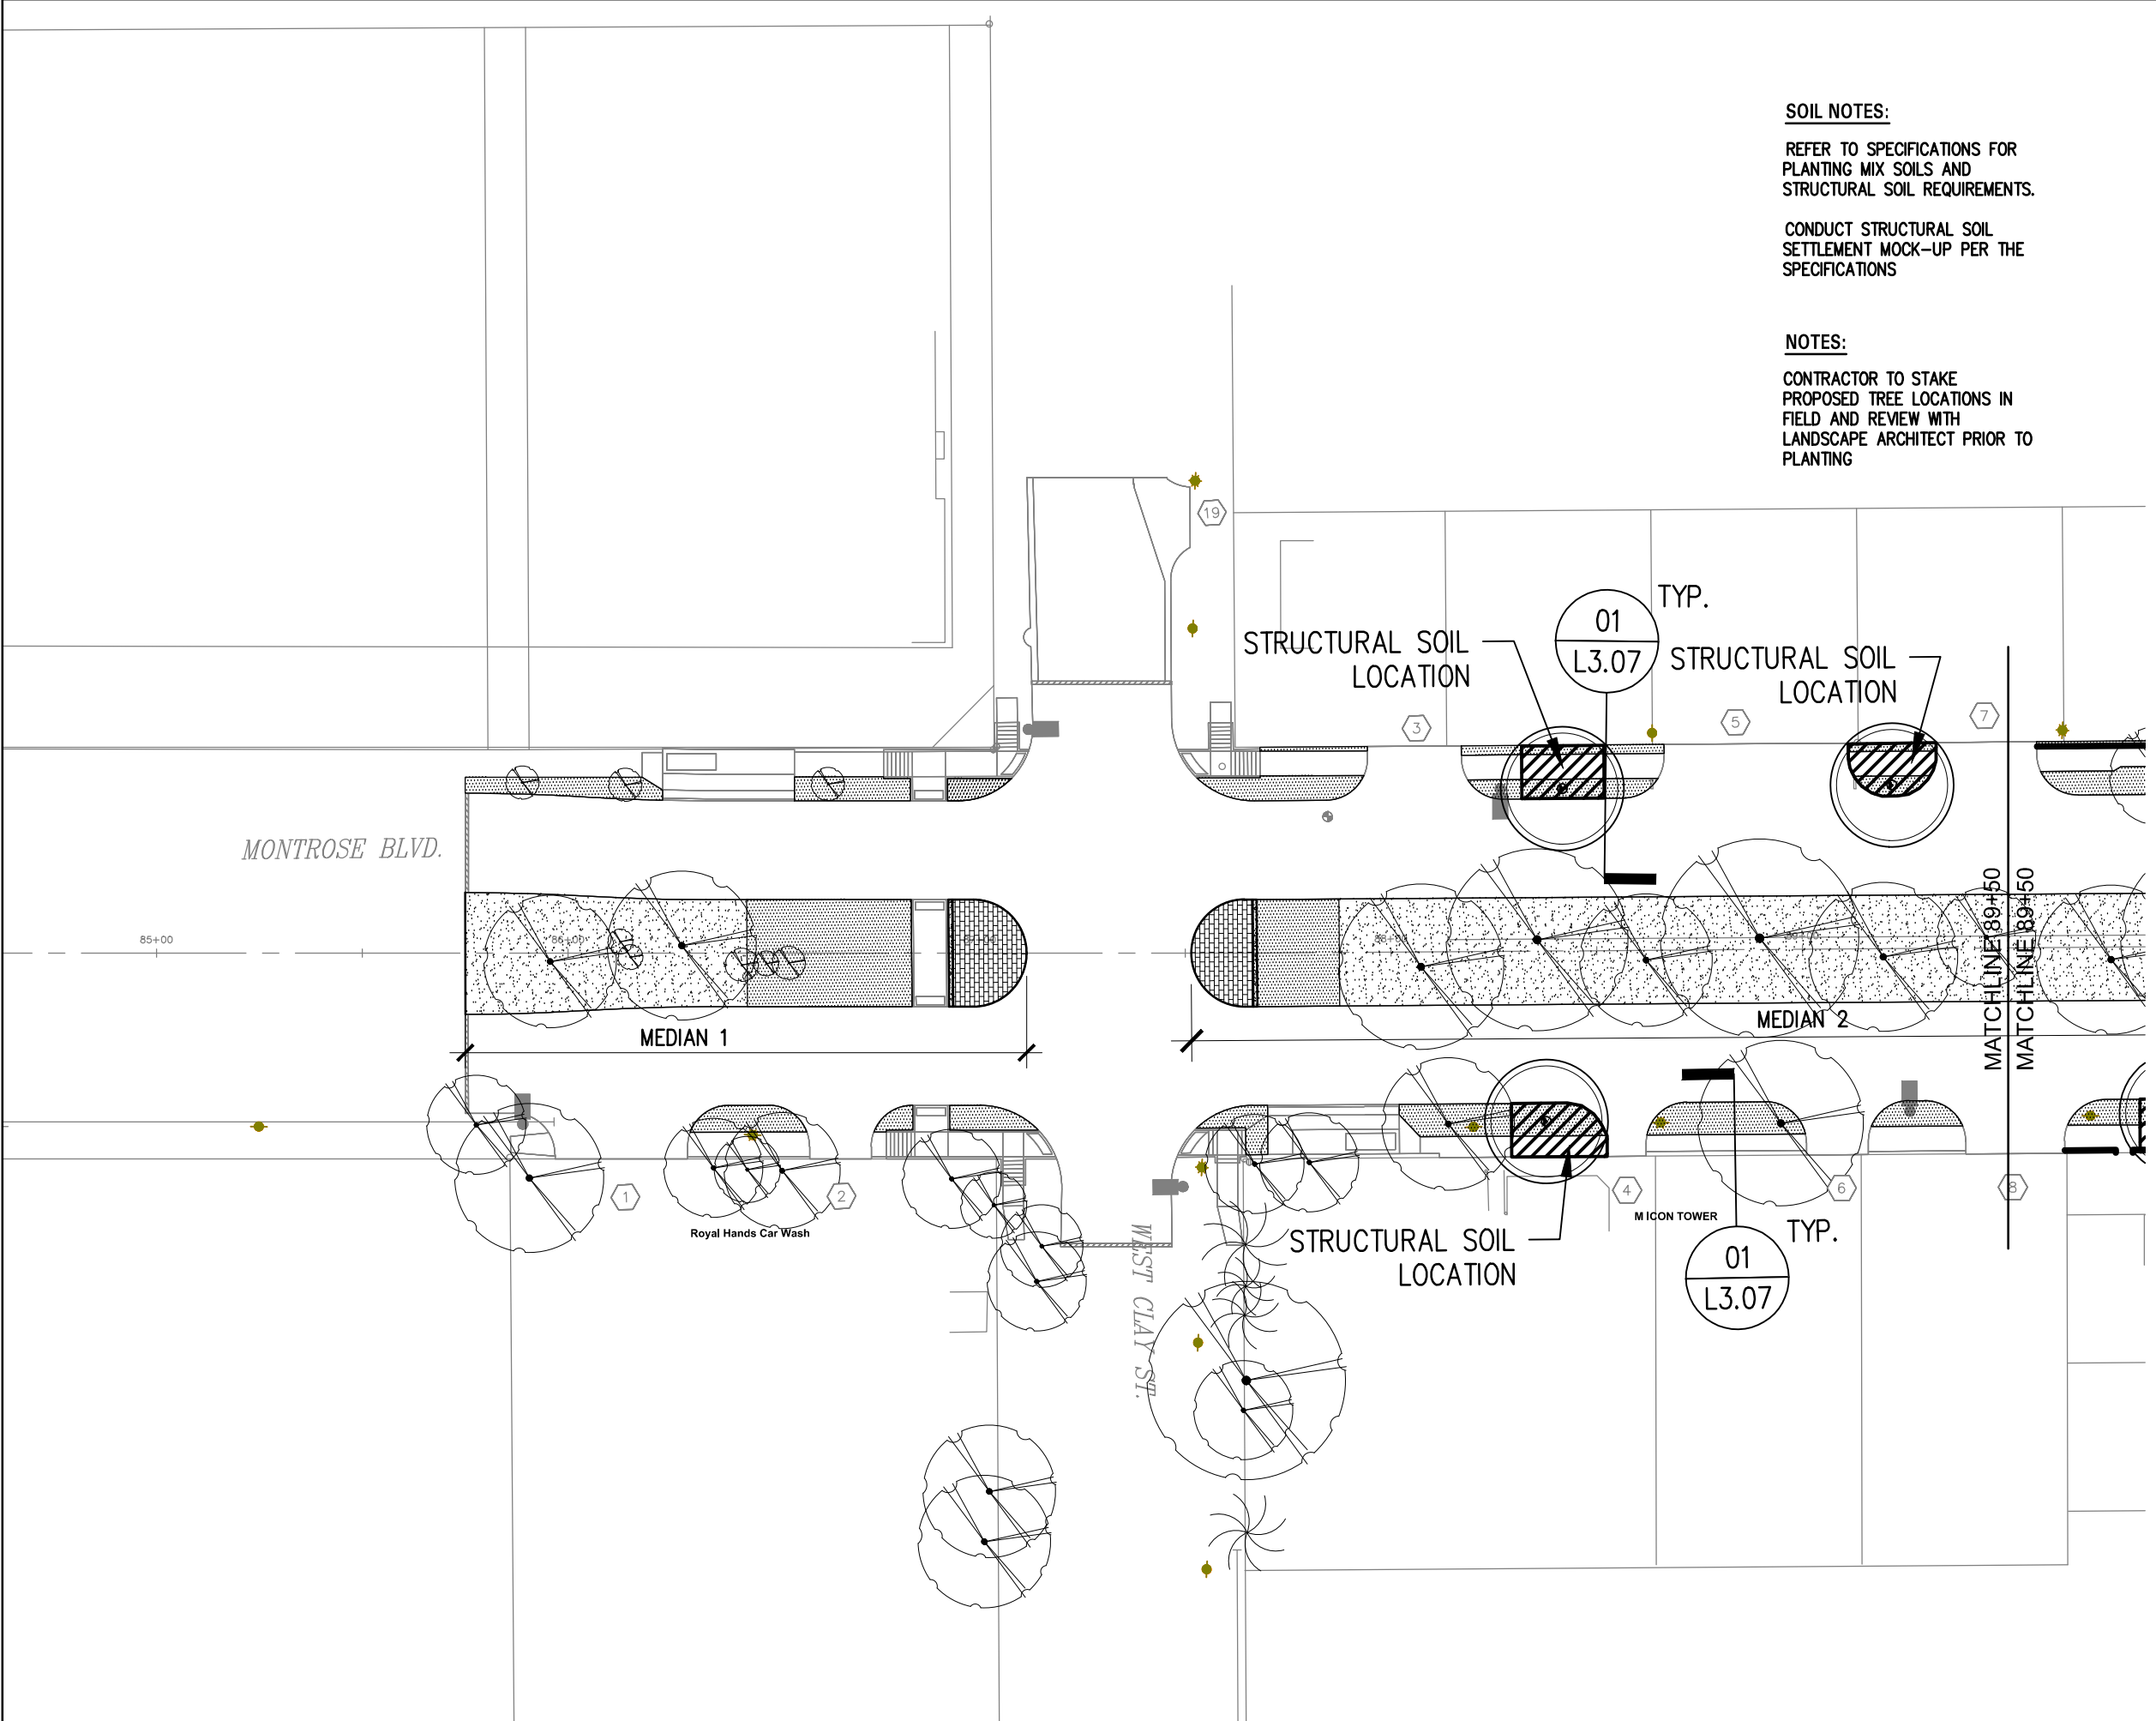 SOIL NOTES:
REFER TO SPECIFICATIONS FOR
PLANTING MIX SOILS AND
STRUCTURAL SOIL REQUIREMENTS.
CONDUCT STRUCTURAL SOIL
SETTLEMENT MOCK-UP PER THE
SPECIFICATIONS
NOTES:
CONTRACTOR TO STAKE
PROPOSED TREE LOCATIONS IN
FIELD AND REVIEW WITH
LANDSCAPE ARCHITECT PRIOR TO
PLANTING
19
01
L3.07
TYP.
STRUCTURAL SOIL
LOCATION
STRUCTURAL SOIL
LOCATION
3
5
7
MONTROSE BLVD.
85+00
86+00
MATCHLINE 89+50
MATCHLINE 89+50
MEDIAN 1
MEDIAN 2
1
2
4
6
8
Royal Hands Car Wash
M ICON TOWER
WEST CLAY ST.
STRUCTURAL SOIL
LOCATION
01
L3.07
TYP.